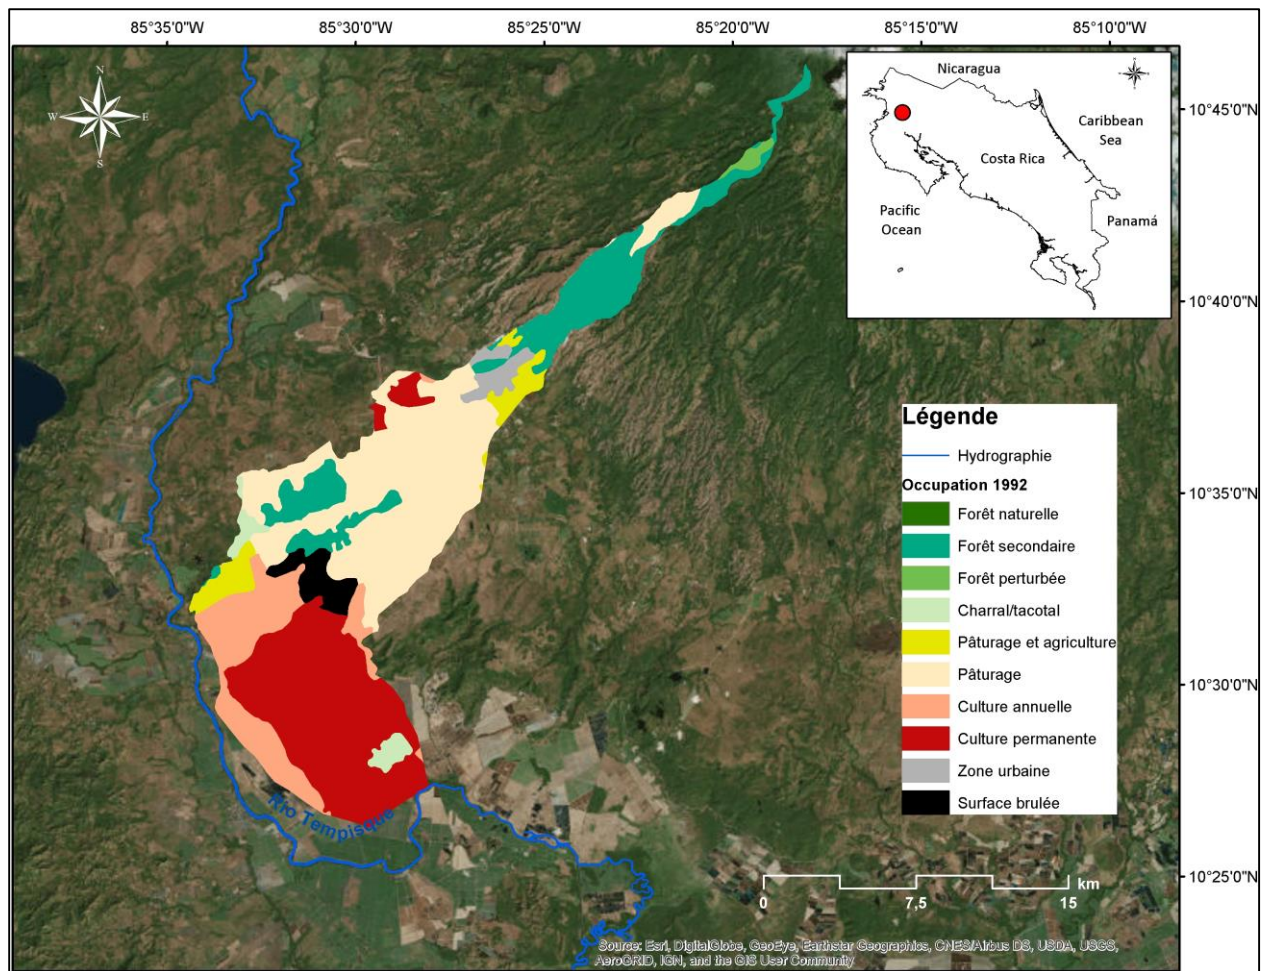 85°35'0"W 85°30'0"W 85°25'0"W 85°20'0"W 85°15'0"W 85°10'0"W
N
W E
S
Nicaragua
Caribbean
Sea
Costa Rica
Pacific
Ocean
Panamá
10°45'0"N
10°40'0"N
10°35'0"N
10°30'0"N
10°25'0"N
Légende
Hydrographie
Occupation 1992
Forêt naturelle
Forêt secondaire
Forêt perturbée
Charral/tacotal
Pâturage et agriculture
Pâturage
Culture annuelle
Culture permanente
Zone urbaine
Surface brulée
Río Tempisque
km
0 7,5 15
Source: Esri, DigitalGlobe, GeoEye, Earthstar Geographics, CNES/Airbus DS, USDA, USGS,
AeroGRID, IGN, and the GIS User Community